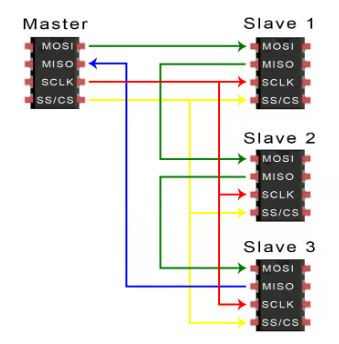 Master
MOSI
MISO
SCLK
SS/CS
Slave 1
MOSI
MISO
SCLK
SS/CS
Slave 2
MOSI
MISO
SCLK
SS/CS
Slave 3
MOSI
MISO
SCLK
SS/CS